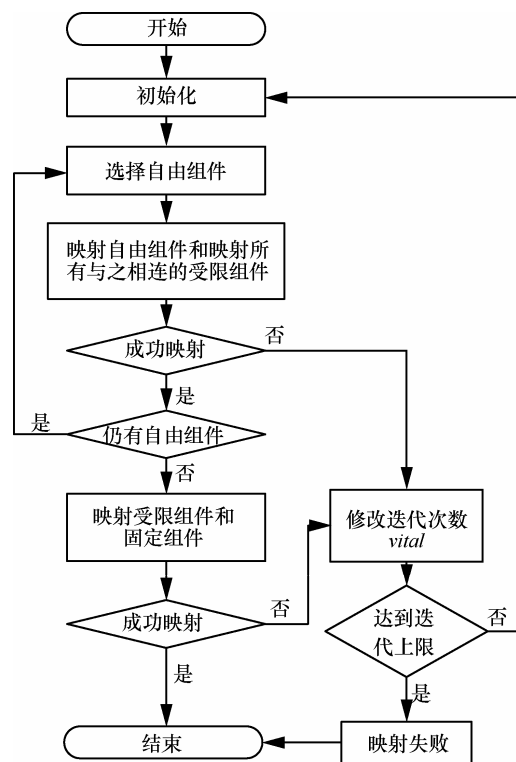 开始
初始化
选择自由组件
映射自由组件和映射所
有与之相连的受限组件
成功映射
否
是
仍有自由组件
是
否
映射受限组件和
固定组件
修改迭代次数
vital
成功映射
否
是
达到迭
代上限
否
是
映射失败
结束